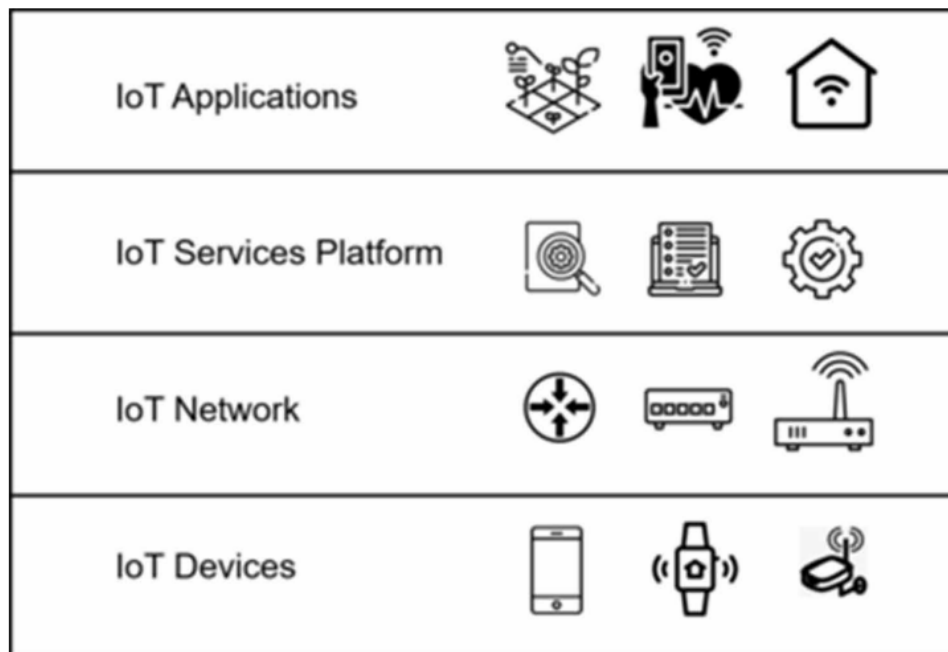 IoT Applications
IoT Services Platform
IoT Network
IoT Devices